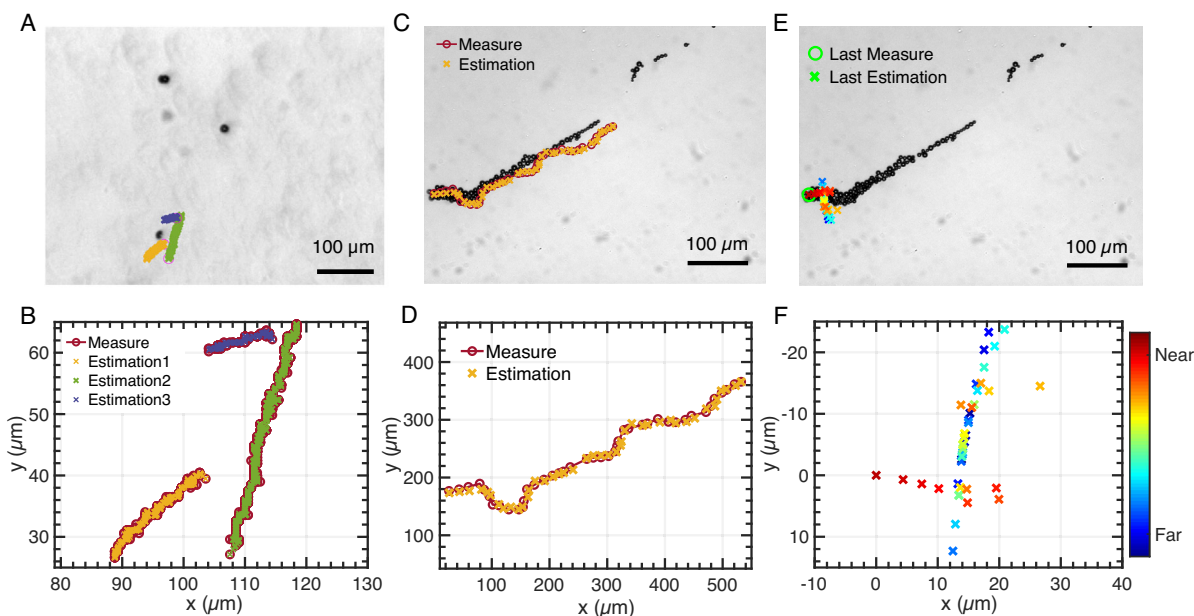 A
100 µm
C
Measure
Estimation
100 µm
E
Last Measure
Last Estimation
100 µm
B
Measure
Estimation1
Estimation2
Estimation3
y (µm)
60
50
40
30
80 90 100 110 120 130
x (µm)
D
Measure
Estimation
y (µm)
400
300
200
100
100 200 300 400 500
x (µm)
F
y (µm)
-20
-10
0
10
-10 0 10 20 30 40
x (µm)
Near
Far